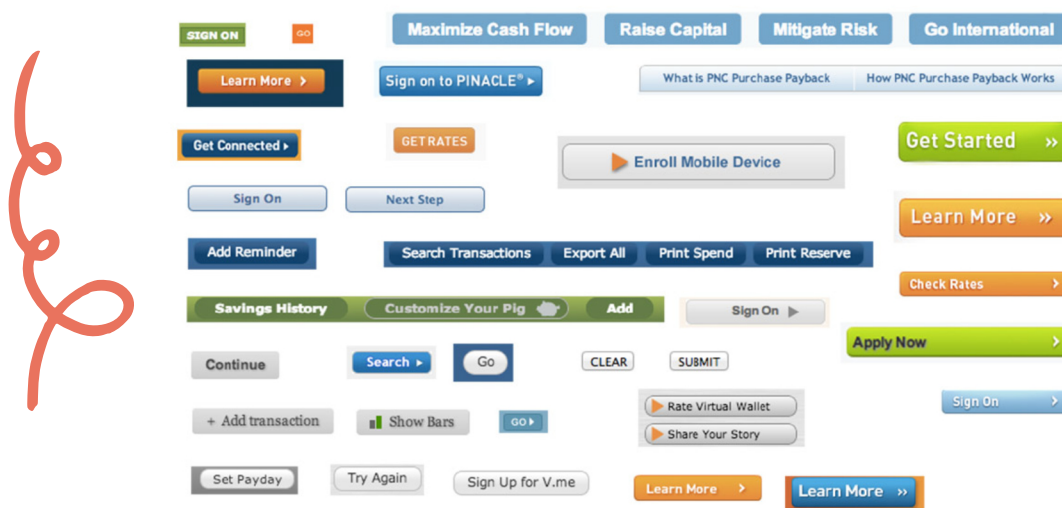 SIGN ON
GO
Maximize Cash Flow
Raise Capital
Mitigate Risk
Go International
Learn More
Sign on to PINACLE®
What is PNC Purchase Payback
How PNC Purchase Payback Works
Get Connected
GET RATES
Enroll Mobile Device
Get Started
Sign On
Next Step
Learn More
Add Reminder
Search Transactions
Export All
Print Spend
Print Reserve
Check Rates
Savings History
Customize Your Pig
Add
Sign On
Apply Now
Continue
Search
Go
CLEAR
SUBMIT
Rate Virtual Wallet
Share Your Story
Sign On
+ Add transaction
Show Bars
GO
Set Payday
Try Again
Sign Up for V.me
Learn More
Learn More